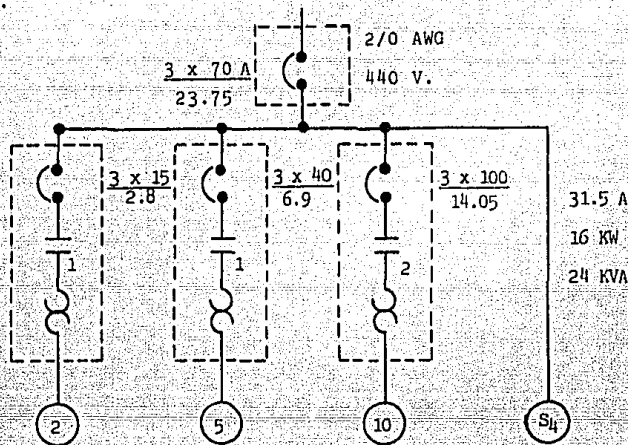 2/0 AWG
3 x 70 A
23.75
440 V.
3 x 15
2.8
3 x 40
6.9
3 x 100
14.05
31.5 A
16 KW
24 KVA
1
1
2
2
5
10
S4